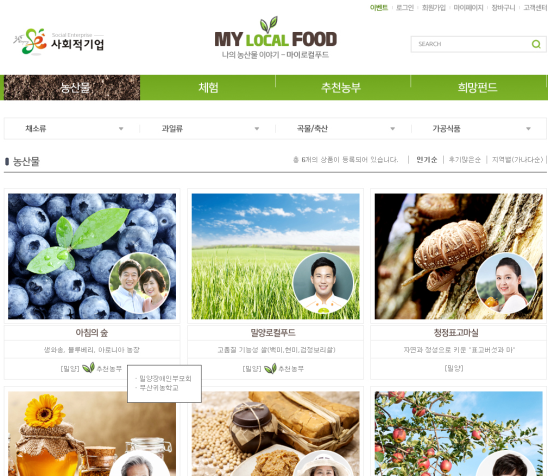 이벤트 | 로그인 | 회원가입 | 마이페이지 | 장바구니 | 고객센터
Social Enterprise
사회적기업
MY LOCAL FOOD
나의 농산물 이야기 - 마이로컬푸드
SEARCH
농산물 체험 추천농부 희망펀드
채소류 과일류 곡물/축산 가공식품
농산물
총 6개의 상품이 등록되어 있습니다. | 인기순 | 후기많은순 | 지역별(가나다순)
아침의 숲
생와송, 블루베리, 아로니아 농장
[밀양] 추천농부
밀양로컬푸드
고품질 기능성 쌀(백미,현미,검정보리쌀)
[밀양] 추천농부
청정표고마실
자연과 정성으로 키운 "표고버섯과 마"
[밀양]
· 밀양장애인부모회
· 부산귀농학교